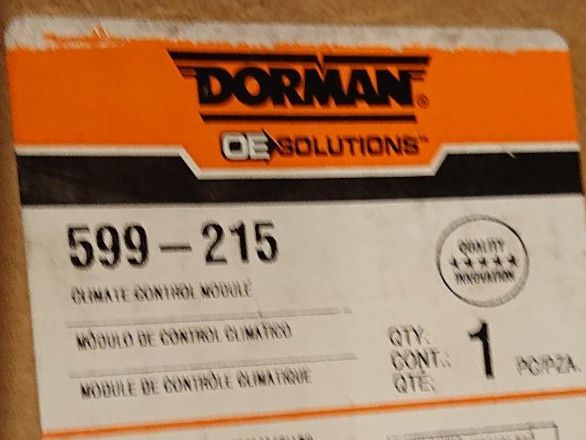 DORMAN®
OE SOLUTIONS™
599-215
CLIMATE CONTROL MODULE
MÓDULO DE CONTROL CLIMÁTICO
MODULE DE CONTRÔLE CLIMATIQUE
QUALITY
INNOVATION
QTY:
CONT.:
QTÉ:
1
PC/PZA.